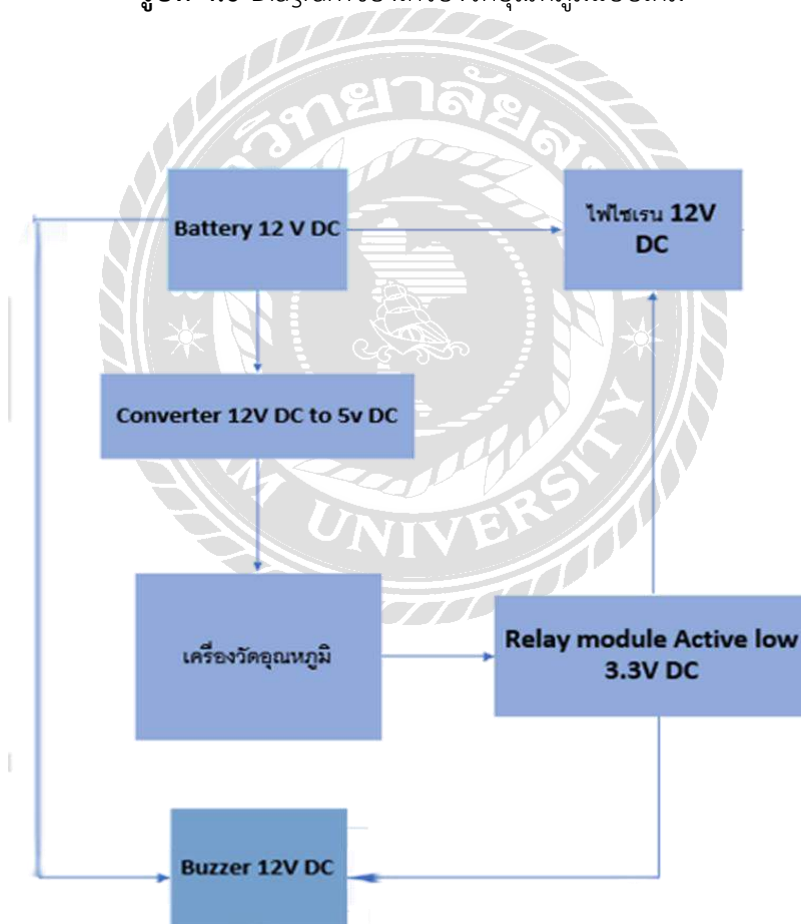 Battery 12 V DC
ไฟไซเรน 12V
DC
Converter 12V DC to 5v DC
เครื่องวัดอุณหภูมิ
Relay module Active low
3.3V DC
Buzzer 12V DC
UNIVERSITY